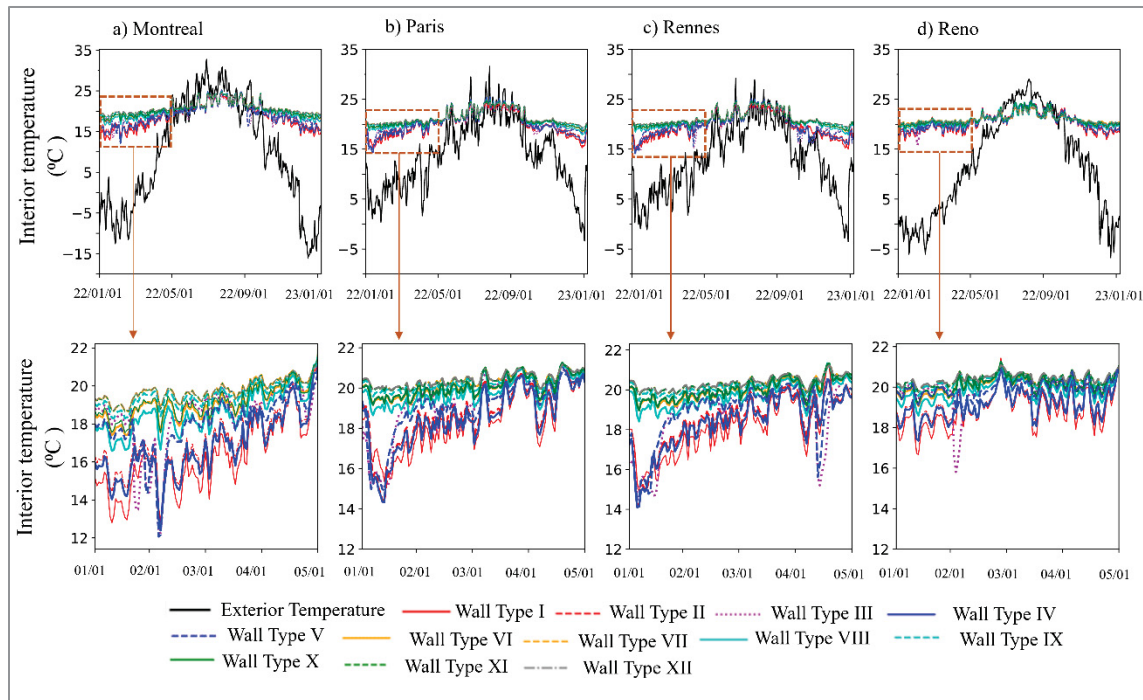 a) Montreal
b) Paris
c) Rennes
d) Reno
Interior temperature
(ºC)
35
25
15
5
−5
−15
35
25
15
5
−5
35
25
15
5
−5
35
25
15
5
−5
22/01/01 22/05/01 22/09/01 23/01/01
22/01/01 22/05/01 22/09/01 23/01/01
22/01/01 22/05/01 22/09/01 23/01/01
22/01/01 22/05/01 22/09/01 23/01/01
Interior temperature
(ºC)
22
21
20
19
18
16
14
12
22
20
18
16
14
12
22
20
18
16
14
12
22
20
18
16
14
12
01/01 02/01 03/01 04/01 05/01
01/01 02/01 03/01 04/01 05/01
01/01 02/01 03/01 04/01 05/01
01/01 02/01 03/01 04/01 05/01
Exterior Temperature Wall Type I Wall Type II Wall Type III Wall Type IV
Wall Type V Wall Type VI Wall Type VII Wall Type VIII Wall Type IX
Wall Type X Wall Type XI Wall Type XII